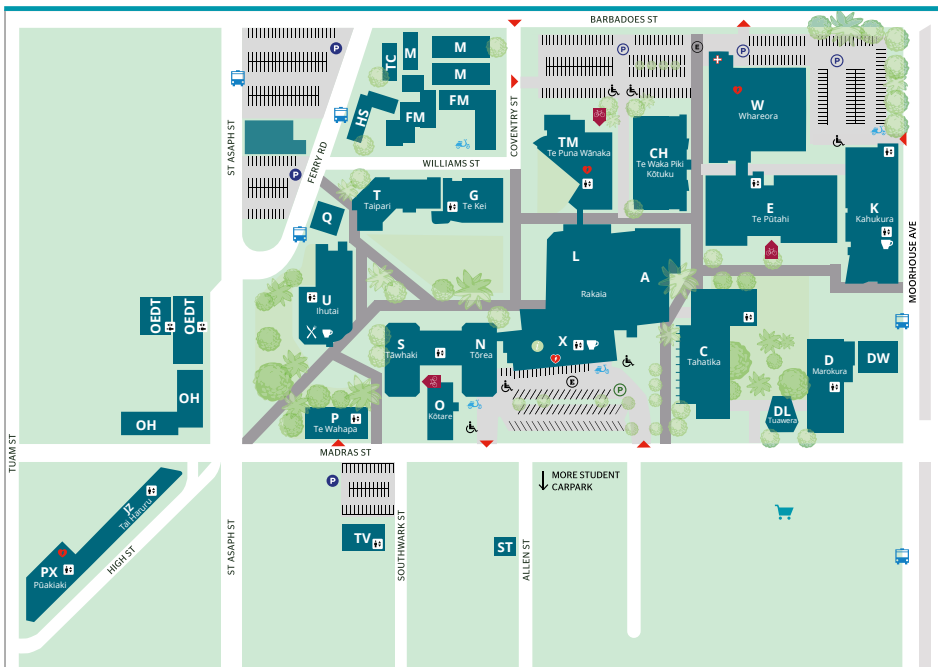 BARBADOES ST
P
P
P
E
P
P
TC
M
M
M
FM
FM
HS
W
Whareora
TM
Te Puna Wānaka
CH
Te Waka Piki
Kōtuku
COVENTRY ST
ST ASAPH ST
FERRY RD
WILLIAMS ST
P
T
Taipari
G
Te Kei
E
Te Pūtahi
K
Kahukura
Q
MOORHOUSE AVE
L
A
Rakaia
U
Ihutai
OEDT
OEDT
S
Tāwhaki
N
Tōrea
i
X
C
Tahatika
D
Marokura
DW
E
P
OH
OH
O
Kōtare
P
Te Wahapa
DL
Tuawera
TUAM ST
MADRAS ST
MORE STUDENT
CARPARK
P
JZ
Tai Haruru
TV
ST
PX
Puakiaki
HIGH ST
ST ASAPH ST
SOUTHWARK ST
ALLEN ST